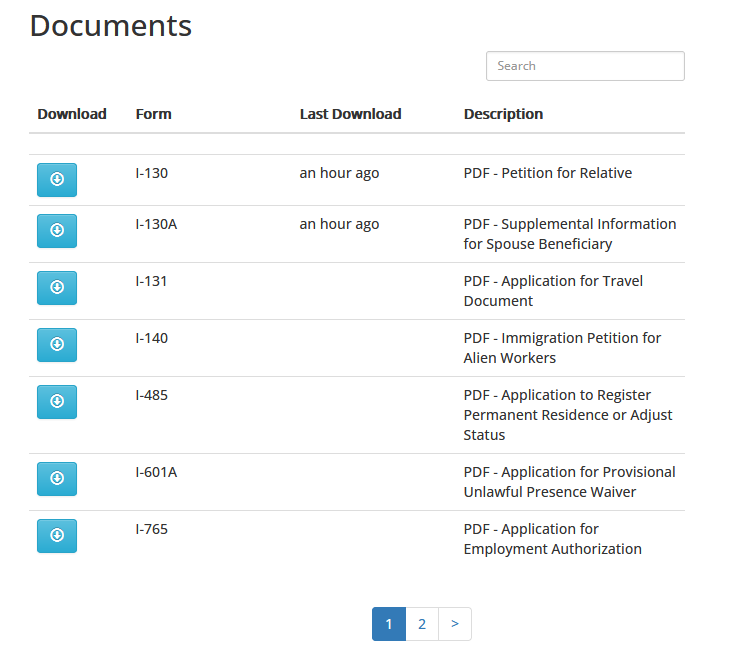 Documents
Search
Download Form Last Download Description
I-130 an hour ago PDF - Petition for Relative
I-130A an hour ago PDF - Supplemental Information
for Spouse Beneficiary
I-131 PDF - Application for Travel
Document
I-140 PDF - Immigration Petition for
Alien Workers
I-485 PDF - Application to Register
Permanent Residence or Adjust
Status
I-601A PDF - Application for Provisional
Unlawful Presence Waiver
I-765 PDF - Application for
Employment Authorization
1 2 >